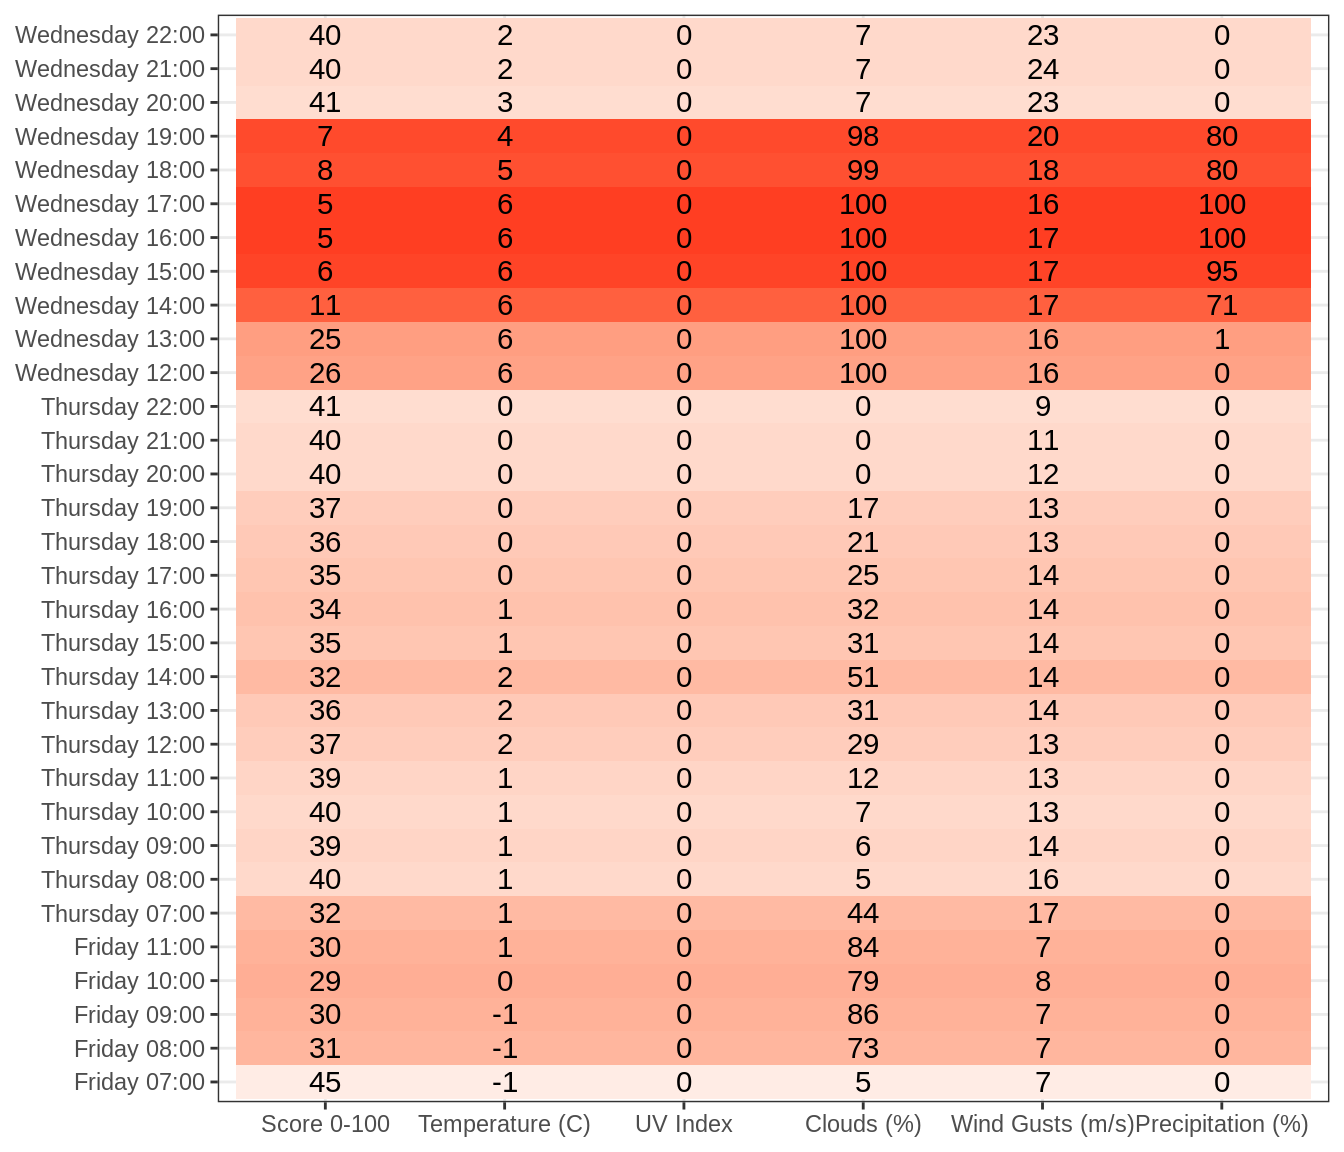 Wednesday 22:00 40 2 0 7 23 0
Wednesday 21:00 40 2 0 7 24 0
Wednesday 20:00 41 3 0 7 23 0
Wednesday 19:00 7 4 0 98 20 80
Wednesday 18:00 8 5 0 99 18 80
Wednesday 17:00 5 6 0 100 16 100
Wednesday 16:00 5 6 0 100 17 100
Wednesday 15:00 6 6 0 100 17 95
Wednesday 14:00 11 6 0 100 17 71
Wednesday 13:00 25 6 0 100 16 1
Wednesday 12:00 26 6 0 100 16 0
Thursday 22:00 41 0 0 0 9 0
Thursday 21:00 40 0 0 0 11 0
Thursday 20:00 40 0 0 0 12 0
Thursday 19:00 37 0 0 17 13 0
Thursday 18:00 36 0 0 21 13 0
Thursday 17:00 35 0 0 25 14 0
Thursday 16:00 34 1 0 32 14 0
Thursday 15:00 35 1 0 31 14 0
Thursday 14:00 32 2 0 51 14 0
Thursday 13:00 36 2 0 31 14 0
Thursday 12:00 37 2 0 29 13 0
Thursday 11:00 39 1 0 12 13 0
Thursday 10:00 40 1 0 7 13 0
Thursday 09:00 39 1 0 6 14 0
Thursday 08:00 40 1 0 5 16 0
Thursday 07:00 32 1 0 44 17 0
Friday 11:00 30 1 0 84 7 0
Friday 10:00 29 0 0 79 8 0
Friday 09:00 30 -1 0 86 7 0
Friday 08:00 31 -1 0 73 7 0
Friday 07:00 45 -1 0 5 7 0
Score 0-100 Temperature (C) UV Index Clouds (%) Wind Gusts (m/s) Precipitation (%)